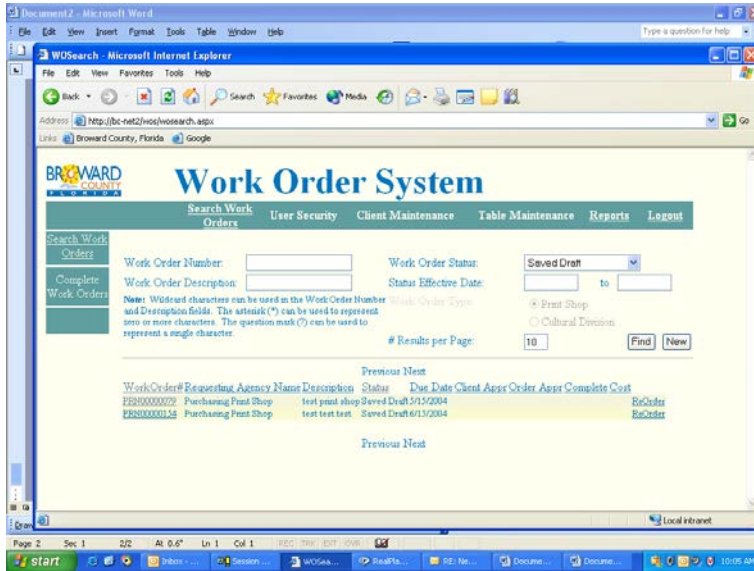 Document2 - Microsoft Word
File Edit View Insert Format Tools Table Window Help
Type a question for help
WOSearch - Microsoft Internet Explorer
File Edit View Favorites Tools Help
Back Search Favorites Media
Address http://bc-net2/wos/wosearch.aspx Go
Links Broward County, Florida Google
BROWARD
COUNTY
FLORIDA
Work Order System
Search Work Orders User Security Client Maintenance Table Maintenance Reports Logout
Search Work
Orders
Complete
Work Orders
Work Order Number: Work Order Status: Saved Draft
Work Order Description: Status Effective Date: to
Note: Wildcard characters can be used in the Work Order Number
and Description fields. The asterisk (*) can be used to represent
zero or more characters. The question mark (?) can be used to
represent a single character.
Work Order Type: Print Shop
Cultural Division
# Results per Page: 10 Find New
Previous Next
WorkOrder# Requesting Agency Name Description Status Due Date Client Appr Order Appr Complete Cost
PRN00000079 Purchasing Print Shop test print shop Saved Draft 5/15/2004 ReOrder
PRN00000154 Purchasing Print Shop test test test Saved Draft 6/15/2004 ReOrder
Previous Next
Local intranet
Draw
Page 2 Sec 1 2/2 At 0.6" Ln 1 Col 1 REC TRK EXT OVR
start Inbox - ... Session ... WOSea... RealPla... RE: Ne... Docume... Docume... 10:05 AM